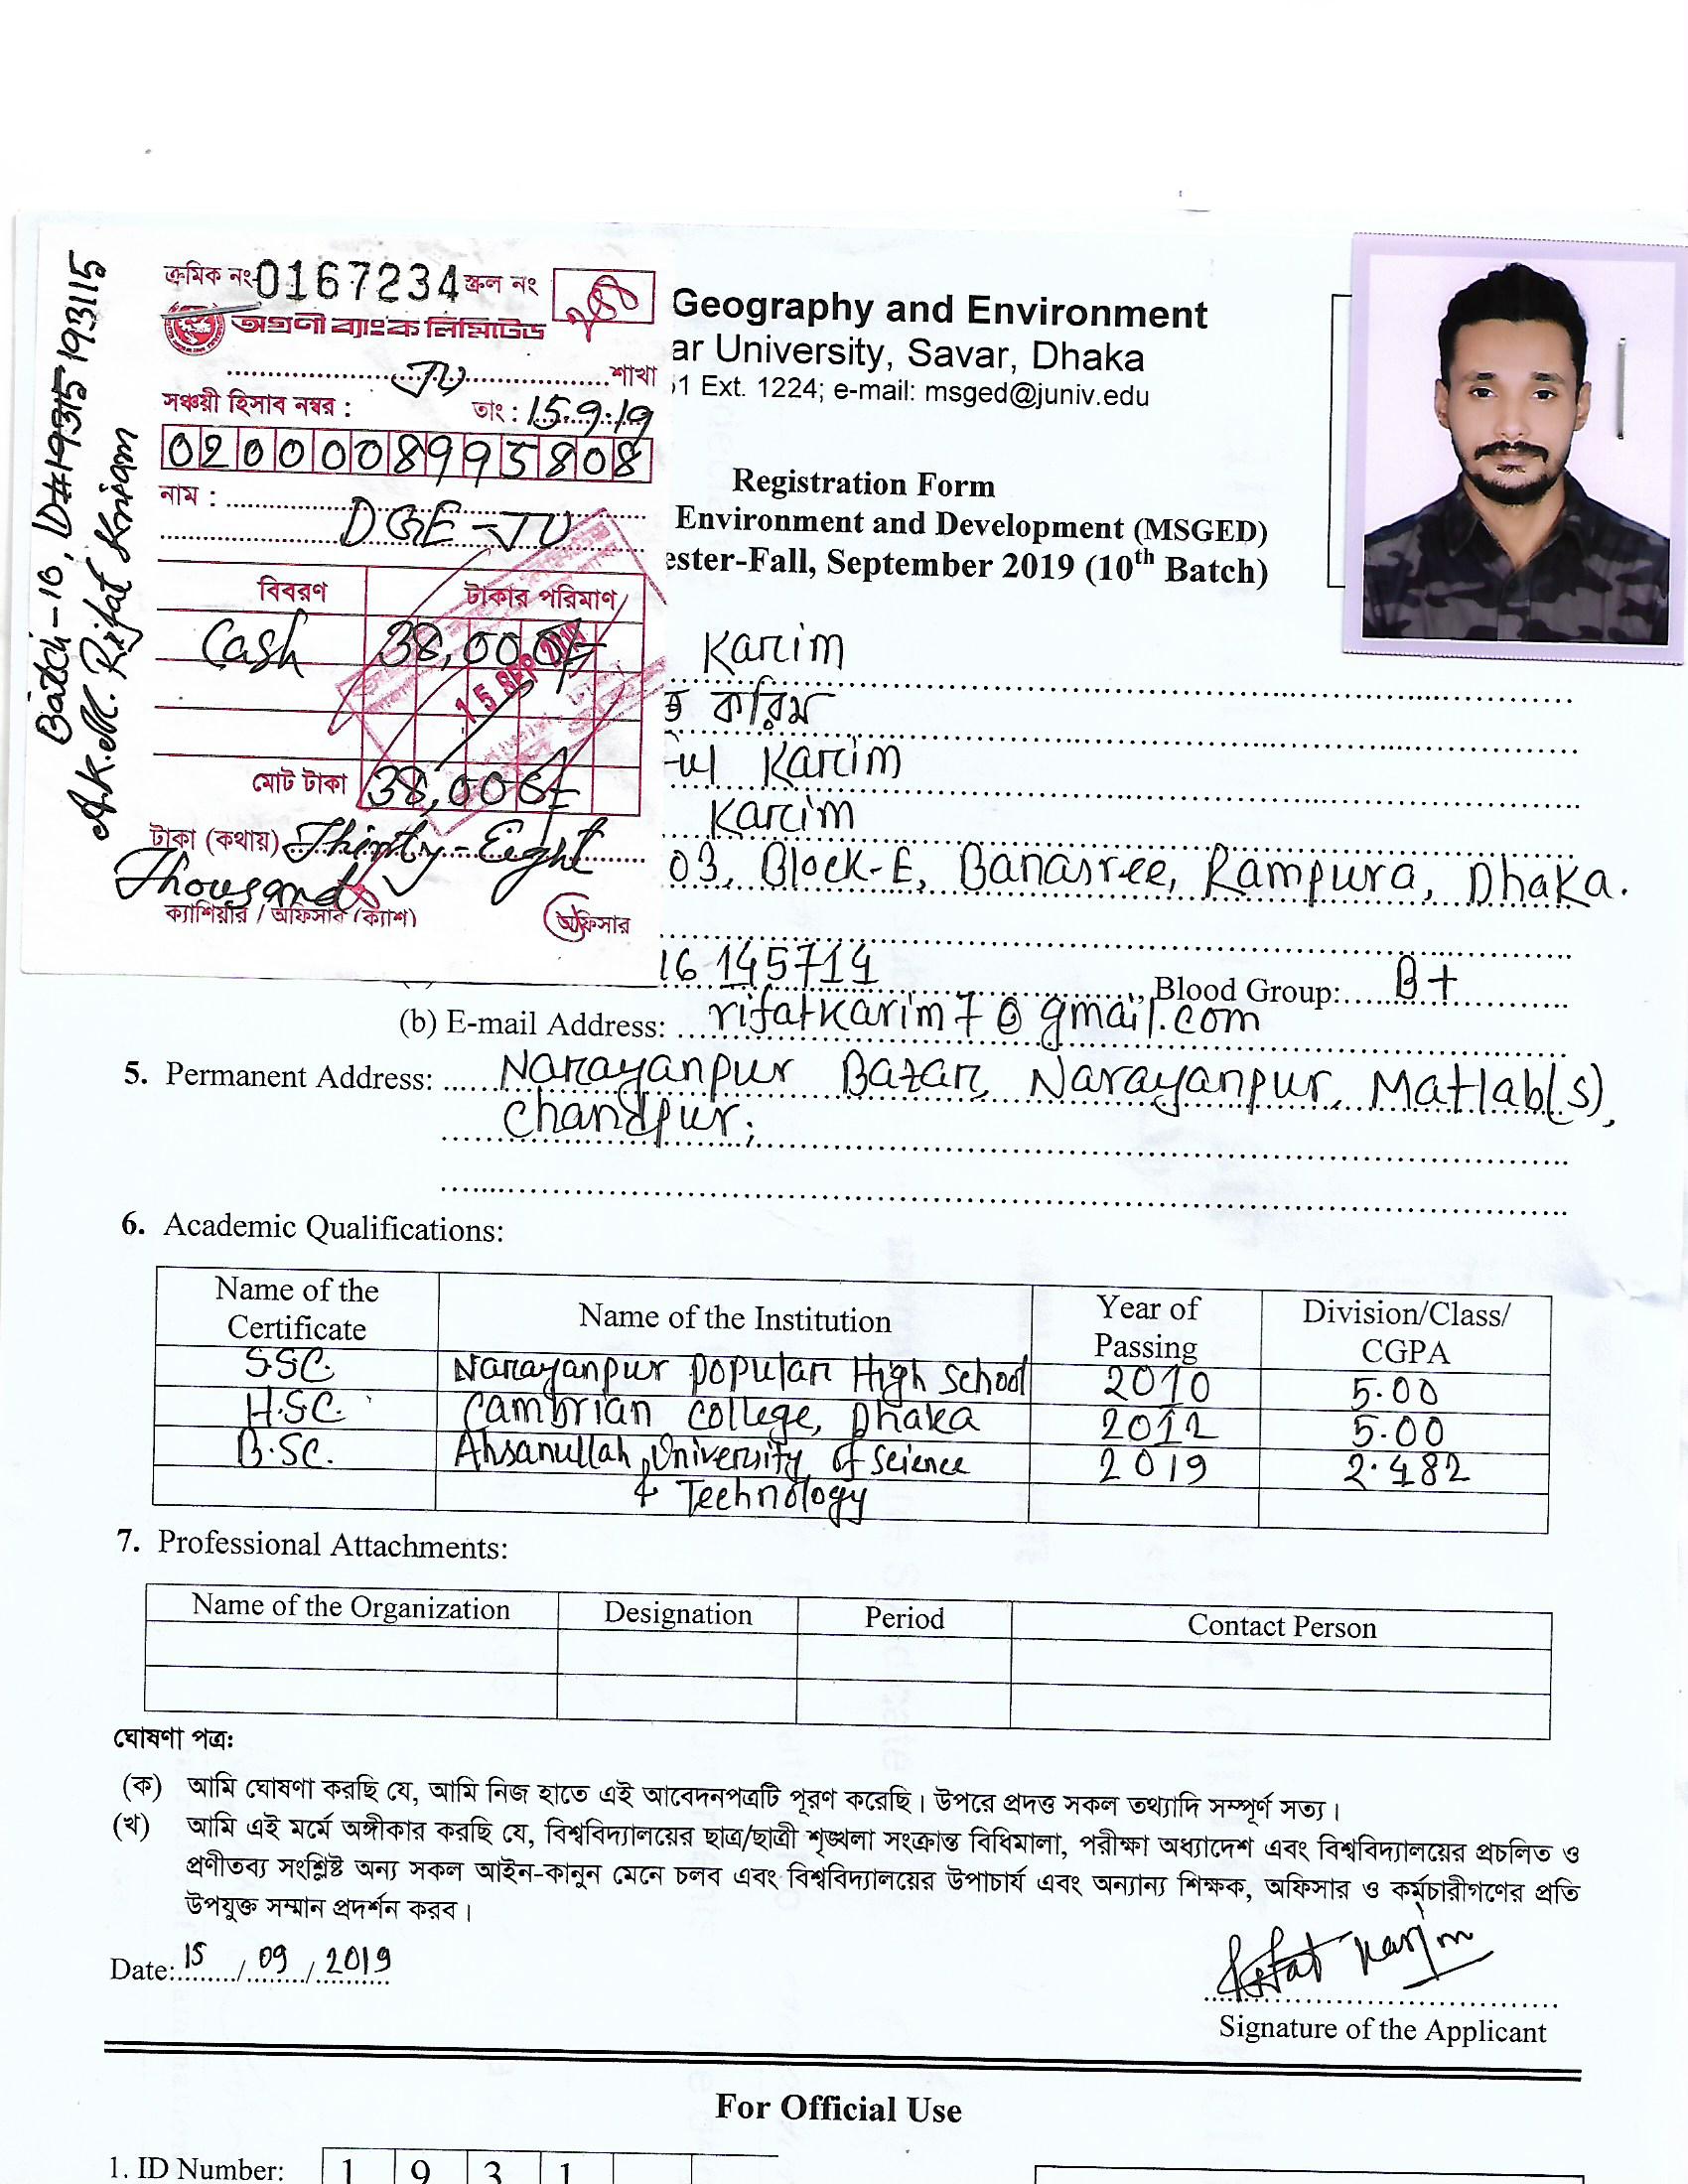 Batch-10, ID#19315193115
A.K.M. Rifat Karim
ক্রমিক নং 0167234 স্ক্রল নং
অগ্রণী ব্যাংক লিমিটেড
JU শাখা
সঞ্চয়ী হিসাব নম্বর : তাং : 15.9.19
0200008995808
নাম : DGE-JU
বিবরণ টাকার পরিমাণ
Cash 38,000/=
15 SEP 2019
মোট টাকা 38,000/=
টাকা (কথায়) Thirty-Eight
Thousand
ক্যাশিয়ার / অফিসার (ক্যাশ) অফিসার
Geography and Environment
ar University, Savar, Dhaka
1 Ext. 1224; e-mail: msged@juniv.edu
Registration Form
Environment and Development (MSGED)
ester-Fall, September 2019 (10th Batch)
Karim
করিম
ul Karim
Karim
03, Block-E, Banasree, Rampura, Dhaka.
16145714, Blood Group: B+
(b) E-mail Address: rifatkarim7@gmail.com
5. Permanent Address: Narayanpur Bazar, Narayanpur, Matlab(s),
Chandpur;
6. Academic Qualifications:
Name of the Certificate Name of the Institution Year of Passing Division/Class/ CGPA
S.S.C. Narayanpur Popular High School 2010 5.00
H.S.C. Cambrian College, Dhaka 2012 5.00
B.SC. Ahsanullah University of Science 2019 2.482
& Technology
7. Professional Attachments:
Name of the Organization Designation Period Contact Person
ঘোষণা পত্র:
(ক) আমি ঘোষণা করছি যে, আমি নিজ হাতে এই আবেদনপত্রটি পূরণ করেছি। উপরে প্রদত্ত সকল তথ্যাদি সম্পূর্ণ সত্য।
(খ) আমি এই মর্মে অঙ্গীকার করছি যে, বিশ্ববিদ্যালয়ের ছাত্র/ছাত্রী শৃঙ্খলা সংক্রান্ত বিধিমালা, পরীক্ষা অধ্যাদেশ এবং বিশ্ববিদ্যালয়ের প্রচলিত ও
প্রণীতব্য সংশ্লিষ্ট অন্য সকল আইন-কানুন মেনে চলব এবং বিশ্ববিদ্যালয়ের উপাচার্য এবং অন্যান্য শিক্ষক, অফিসার ও কর্মচারীগণের প্রতি
উপযুক্ত সম্মান প্রদর্শন করব।
Date: 15 / 09 / 2019
Rifat Karim
Signature of the Applicant
For Official Use
1. ID Number: 1 9 3 1